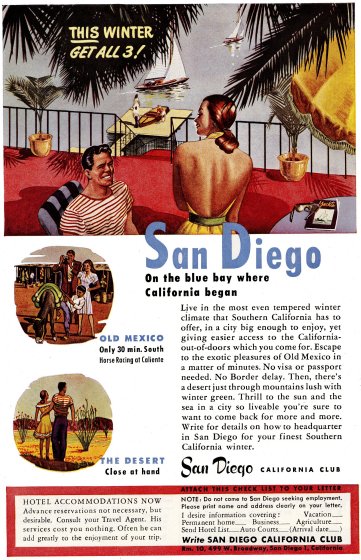 THIS WINTER
GET ALL 3!
San Diego
On the blue bay where
California began
OLD MEXICO
Only 30 min. South
Horse Racing at Caliente
THE DESERT
Close at hand
Live in the most even tempered winter
climate that Southern California has to
offer, in a city big enough to enjoy, yet
giving easier access to the California-
out-of-doors which you come for. Escape
to the exotic pleasures of Old Mexico in
a matter of minutes. No visa or passport
needed. No Border delay. Then, there's
a desert just through mountains lush with
winter green. Thrill to the sun and the
sea in a city so liveable you're sure to
want to come back for more and more.
Write for details on how to headquarter
in San Diego for your finest Southern
California winter.
San Diego CALIFORNIA CLUB
HOTEL ACCOMMODATIONS NOW
Advance reservations not necessary, but
desirable. Consult your Travel Agent. His
services cost you nothing. Often he can
add greatly to the enjoyment of your trip.
ATTACH THIS CHECK LIST TO YOUR LETTER
NOTE: Do not come to San Diego seeking employment.
Please print name and address clearly on your letter.
I desire information covering: Vacation
Permanent home Business Agriculture
Send Hotel List Auto Courts (Arrival date )
Write SAN DIEGO CALIFORNIA CLUB
Rm. 10, 499 W. Broadway, San Diego 1, California